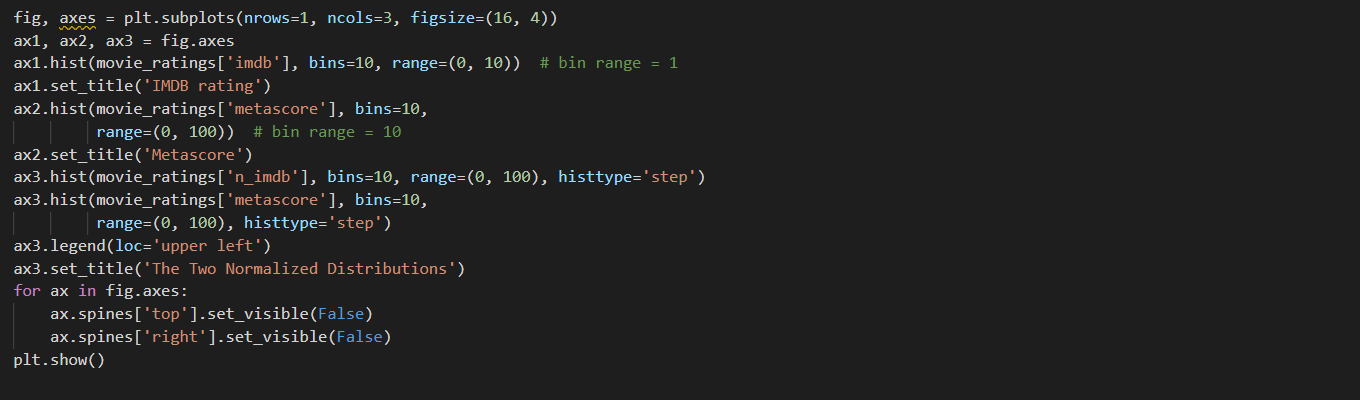 fig, axes = plt.subplots(nrows=1, ncols=3, figsize=(16, 4))
ax1, ax2, ax3 = fig.axes
ax1.hist(movie_ratings['imdb'], bins=10, range=(0, 10))  # bin range = 1
ax1.set_title('IMDB rating')
ax2.hist(movie_ratings['metascore'], bins=10,
         range=(0, 100))  # bin range = 10
ax2.set_title('Metascore')
ax3.hist(movie_ratings['n_imdb'], bins=10, range=(0, 100), histtype='step')
ax3.hist(movie_ratings['metascore'], bins=10,
         range=(0, 100), histtype='step')
ax3.legend(loc='upper left')
ax3.set_title('The Two Normalized Distributions')
for ax in fig.axes:
    ax.spines['top'].set_visible(False)
    ax.spines['right'].set_visible(False)
plt.show()